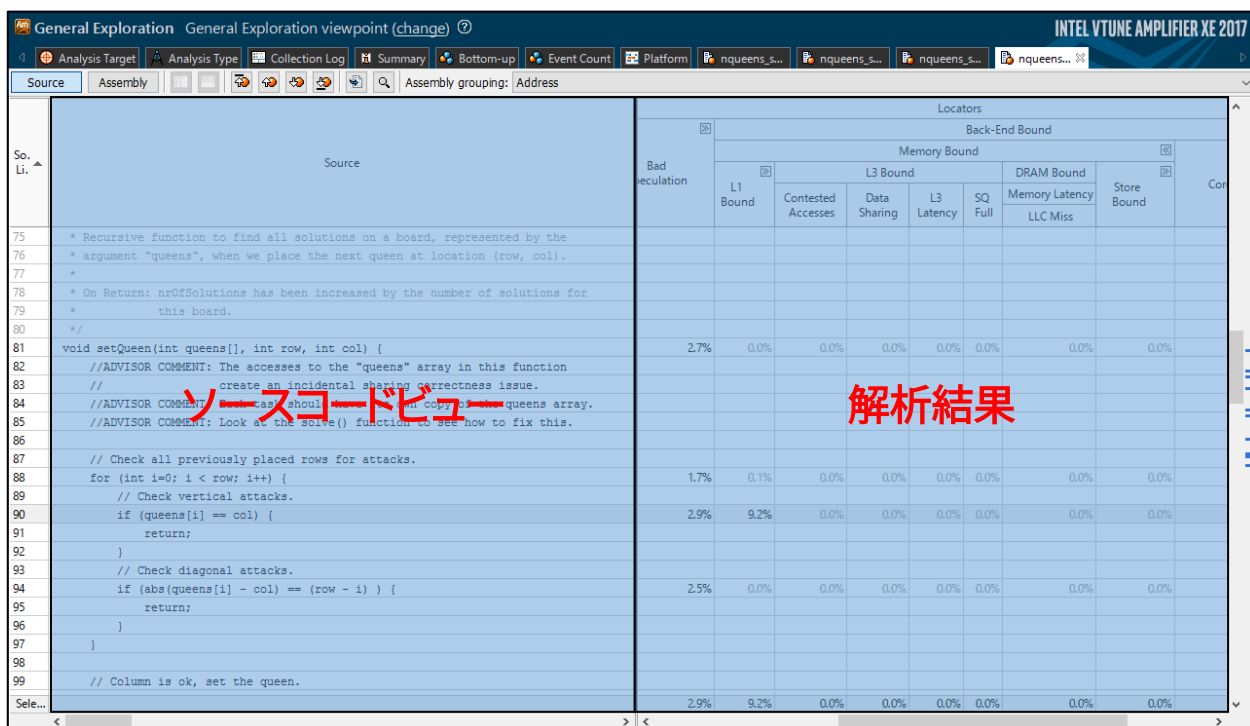 General Exploration General Exploration viewpoint (change) ?
INTEL VTUNE AMPLIFIER XE 2017
Analysis Target Analysis Type Collection Log Summary Bottom-up Event Count Platform nqueens_s... nqueens_s... nqueens_s... nqueens...
Source Assembly Assembly grouping: Address
Locators
Back-End Bound
Memory Bound
So. Li.
Source
Bad
L1 Bound
L3 Bound
Contested Accesses
Data Sharing
L3 Latency
SQ Full
DRAM Bound
Memory Latency
LLC Miss
Store Bound
75 * Recursive function to find all solutions on a board, represented by the
76 * argument "queens", when we place the next queen at location (row, col).
77 *
78 * On Return: nrOfSolutions has been increased by the number of solutions for
79 * this board.
80 */
81 void setQueen(int queens[], int row, int col) { 2.7% 0.0% 0.0% 0.0% 0.0% 0.0% 0.0% 0.0%
82 //ADVISOR COMMENT: The accesses to the "queens" array in this function
83 // create an incidental sharing correctness issue.
84 //ADVISOR COMMENT: Each task should have its own copy of the queens array.
85 //ADVISOR COMMENT: Look at the solve() function to see how to fix this.
ソースコードビュー
解析結果
86
87 // Check all previously placed rows for attacks.
88 for (int i=0; i < row; i++) { 1.7% 0.1% 0.0% 0.0% 0.0% 0.0% 0.0% 0.0%
89 // Check vertical attacks.
90 if (queens[i] == col) { 2.9% 9.2% 0.0% 0.0% 0.0% 0.0% 0.0% 0.0%
91 return;
92 }
93 // Check diagonal attacks.
94 if (abs(queens[i] - col) == (row - i) ) { 2.5% 0.0% 0.0% 0.0% 0.0% 0.0% 0.0% 0.0%
95 return;
96 }
97 }
98
99 // Column is ok, set the queen.
Sele... 2.9% 9.2% 0.0% 0.0% 0.0% 0.0% 0.0% 0.0%